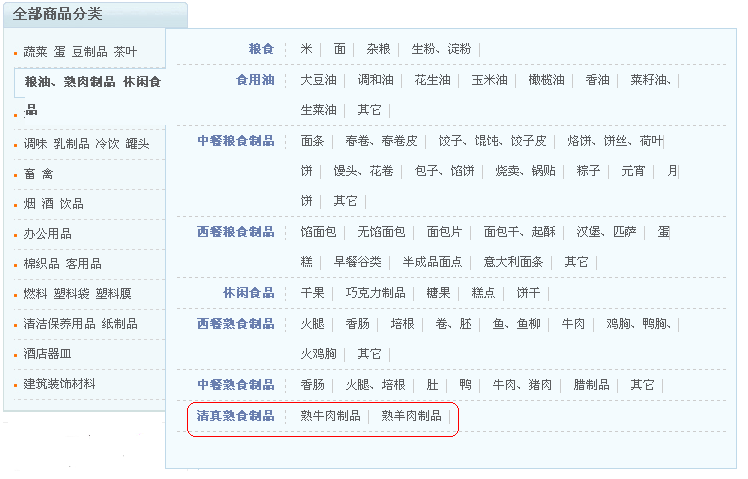 全部商品分类
蔬菜 蛋 豆制品 茶叶
粮油、熟肉制品 休闲食
品
调味 乳制品 冷饮 罐头
畜 禽
烟 酒 饮品
办公用品
棉织品 客用品
燃料 塑料袋 塑料膜
清洁保养用品 纸制品
酒店器皿
建筑装饰材料
粮食 米 | 面 | 杂粮 | 生粉、淀粉 |
食用油 大豆油 | 调和油 | 花生油 | 玉米油 | 橄榄油 | 香油 | 菜籽油、
生菜油 | 其它 |
中餐粮食制品 面条 | 春卷、春卷皮 | 饺子、馄饨、饺子皮 | 烙饼、饼丝、荷叶
饼 | 馒头、花卷 | 包子、馅饼 | 烧卖、锅贴 | 粽子 | 元宵 | 月
饼 | 其它 |
西餐粮食制品 馅面包 | 无馅面包 | 面包片 | 面包干、起酥 | 汉堡、匹萨 | 蛋
糕 | 早餐谷类 | 半成品面点 | 意大利面条 | 其它 |
休闲食品 干果 | 巧克力制品 | 糖果 | 糕点 | 饼干 |
西餐熟食制品 火腿 | 香肠 | 培根 | 卷、胚 | 鱼、鱼柳 | 牛肉 | 鸡胸、鸭胸、
火鸡胸 | 其它 |
中餐熟食制品 香肠 | 火腿、培根 | 肚 | 鸭 | 牛肉、猪肉 | 腊制品 | 其它 |
清真熟食制品 熟牛肉制品 | 熟羊肉制品 |